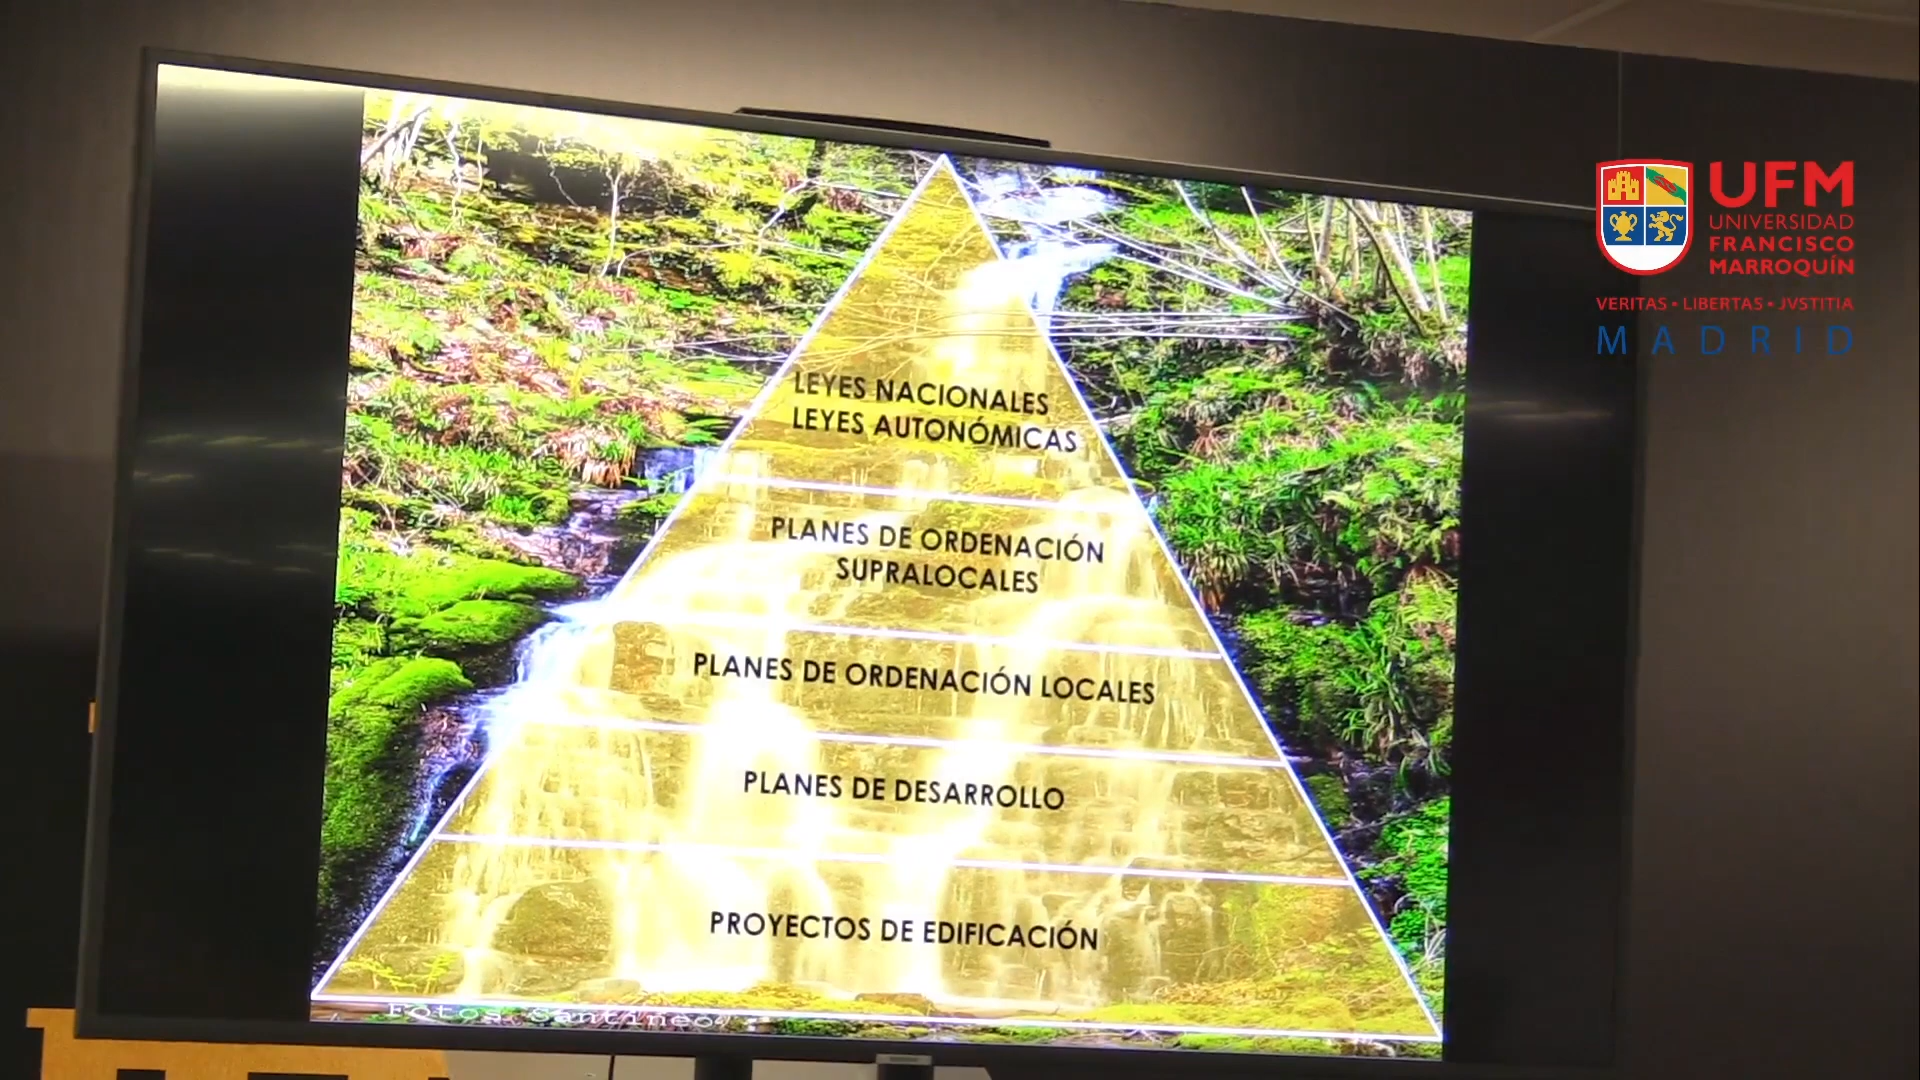 LEYES NACIONALES
LEYES AUTONÓMICAS
PLANES DE ORDENACIÓN
SUPRALOCALES
PLANES DE ORDENACIÓN LOCALES
PLANES DE DESARROLLO
PROYECTOS DE EDIFICACIÓN
Fotos Santineo
UFM
UNIVERSIDAD
FRANCISCO
MARROQUÍN
VERITAS • LIBERTAS • JVSTITIA
MADRID